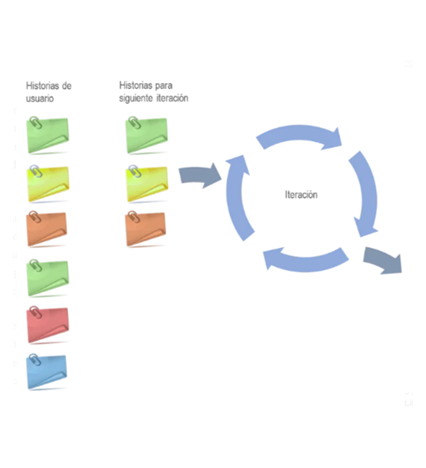 Historias de
usuario
Historias para
siguiente iteración
Iteración